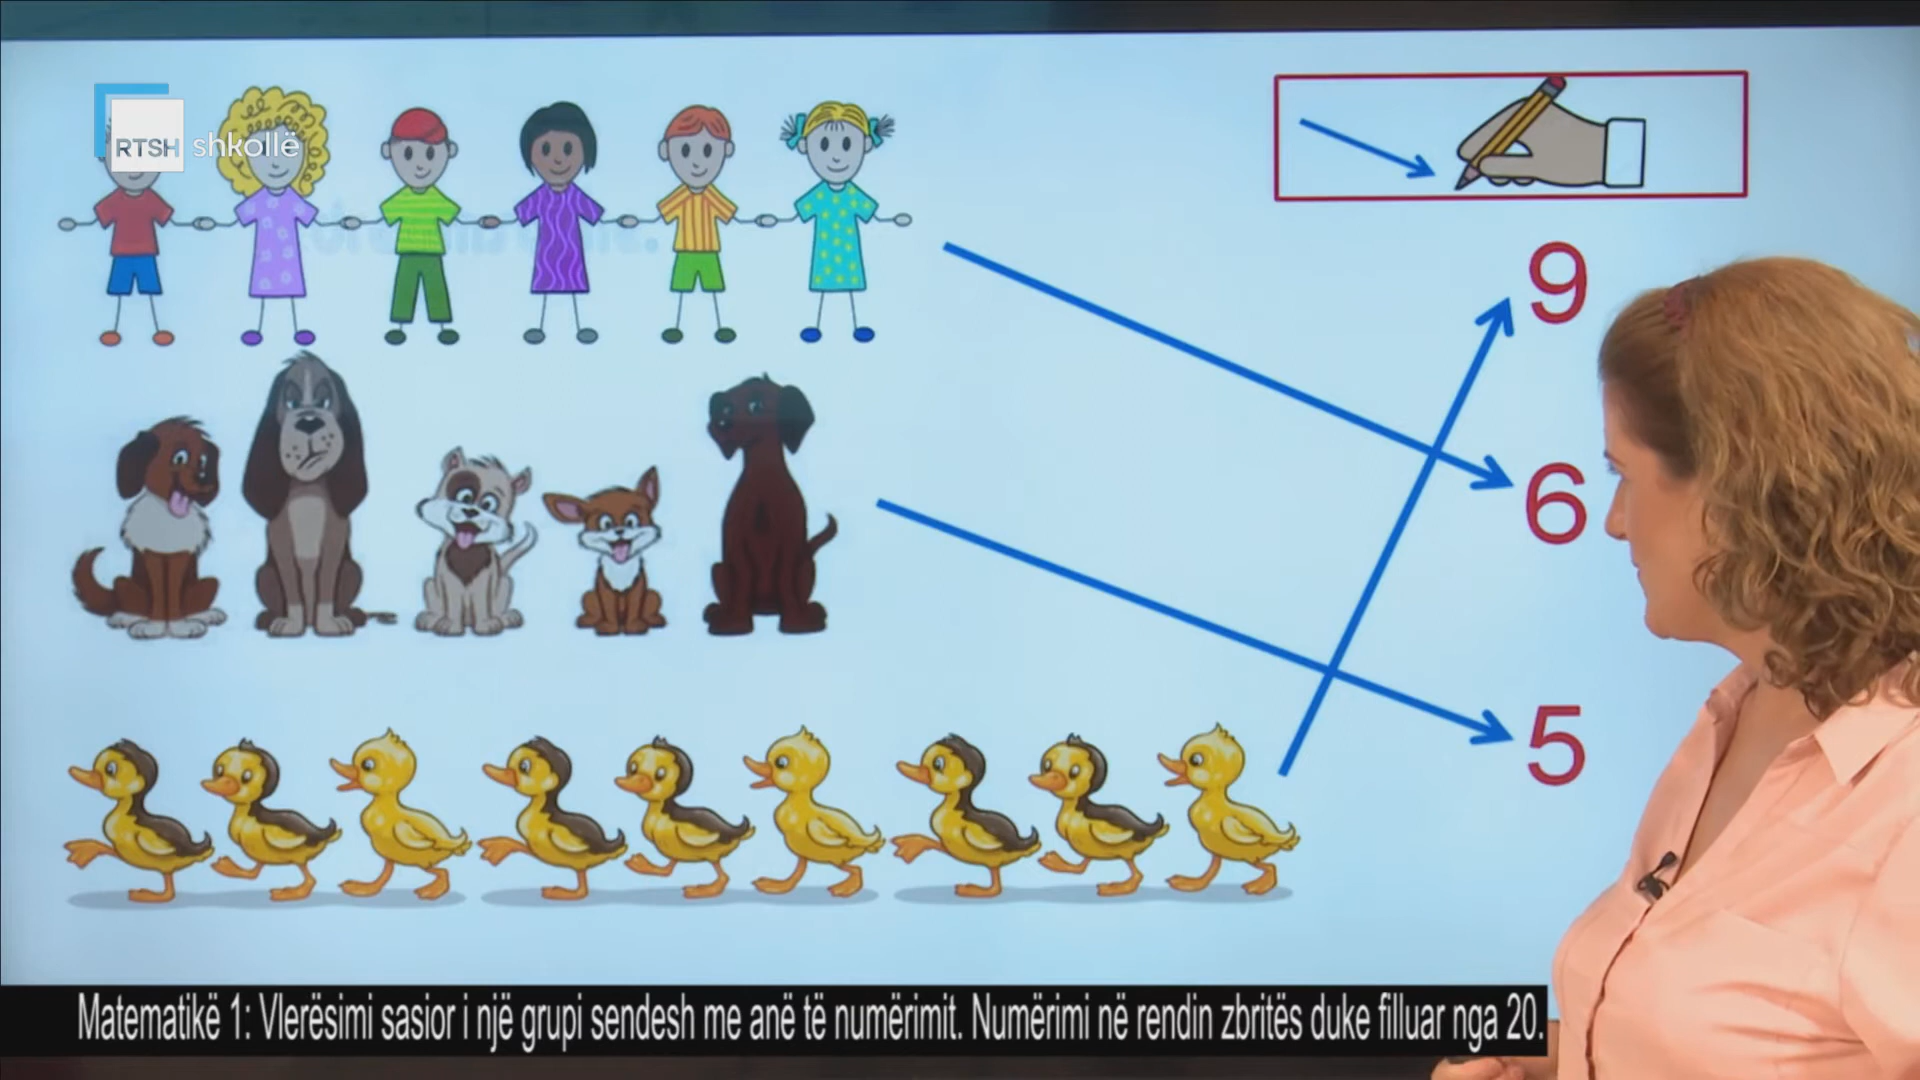 RTSH shkollë
9
6
5
Matematikë 1: Vlerësimi sasior i një grupi sendesh me anë të numërimit. Numërimi në rendin zbritës duke filluar nga 20.